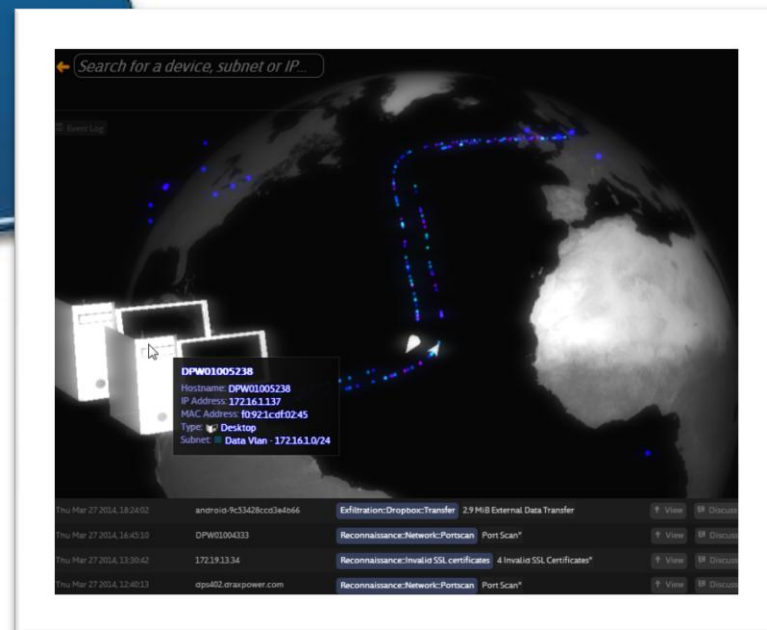 Search for a device, subnet or IP...
Event Log
DPW01005238
Hostname: DPW01005238
IP Address: 172.16.1.137
MAC Address: f0:92:1c:df:02:45
Type: Desktop
Subnet: Data Vlan - 172.16.1.0/24
Thu Mar 27 2014, 18:24:02 android-9c53428ccd3e4b66 Exfiltration::Dropbox::Transfer 2.9 MiB External Data Transfer View Discuss
Thu Mar 27 2014, 16:45:10 DPW01004333 Reconnaissance::Network::Portscan Port Scan* View Discuss
Thu Mar 27 2014, 13:30:42 172.19.13.34 Reconnaissance::Invalid SSL certificates 4 Invalid SSL Certificates* View Discuss
Thu Mar 27 2014, 12:40:13 dps402.draxpower.com Reconnaissance::Network::Portscan Port Scan* View Discuss